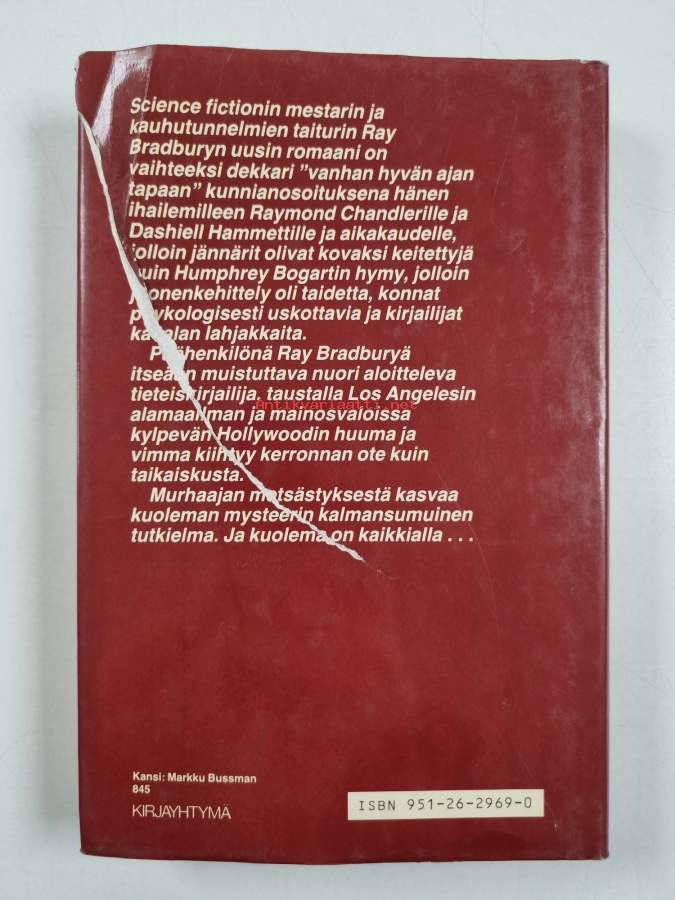 Science fictionin mestarin ja
kauhutunnelmien taiturin Ray
Bradburyn uusin romaani on
vaihteeksi dekkari ”vanhan hyvän ajan
tapaan” kunnianosoituksena hänen
ihailemilleen Raymond Chandlerille ja
Dashiell Hammettille ja aikakaudelle,
jolloin jännärit olivat kovaksi keitettyjä
kuin Humphrey Bogartin hymy, jolloin
juonenkehittely oli taidetta, konnat
psykologisesti uskottavia ja kirjailijat
katalan lahjakkaita.
Päähenkilönä Ray Bradburyä
itseään muistuttava nuori aloitteleva
tieteiskirjailija, taustalla Los Angelesin
alamaailman ja mainosvaloissa
kylpevän Hollywoodin huuma ja
vimma kiihtyy kerronnan ote kuin
taikaiskusta.
Murhaajan metsästyksestä kasvaa
kuoleman mysteerin kalmansumuinen
tutkielma. Ja kuolema on kaikkialla . . .
Antikvariaatti.net
Kansi: Markku Bussman
845
KIRJAYHTYMÄ
ISBN 951-26-2969-0